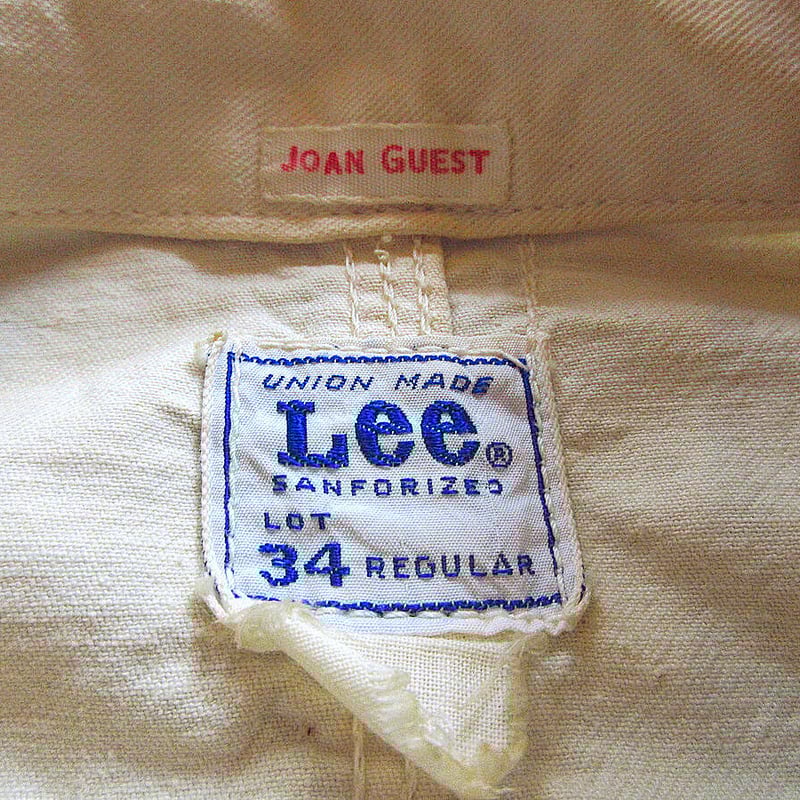 JOAN GUEST
UNION MADE
Lee®
SANFORIZED
LOT
34 REGULAR